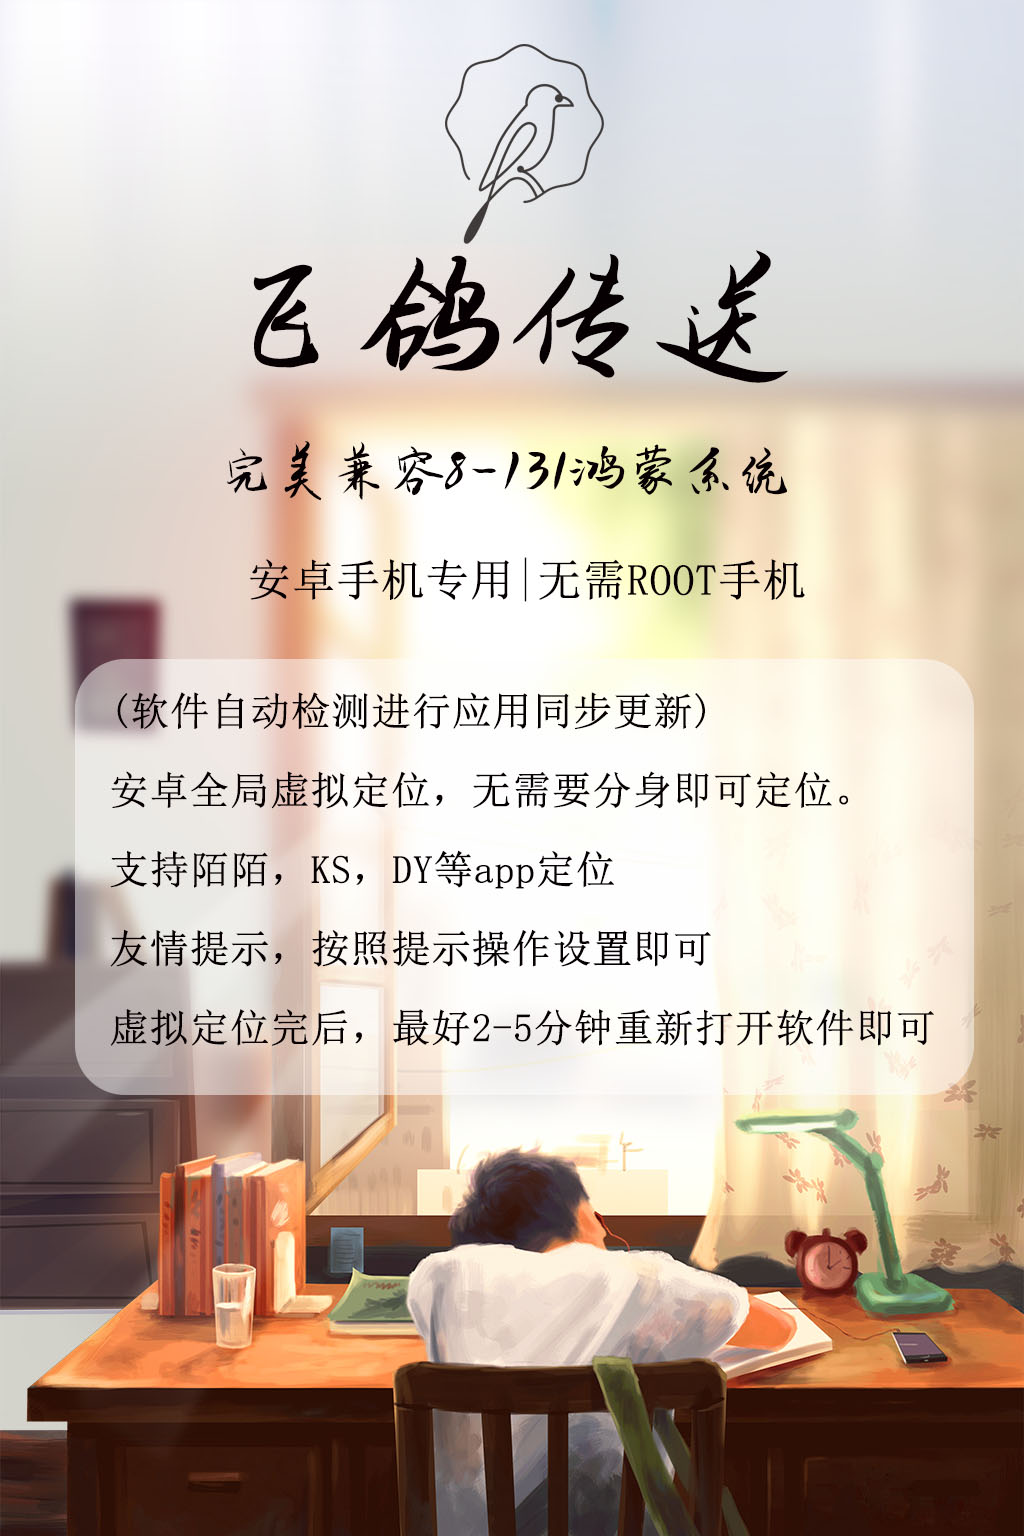 飞鸽传送
完美兼容8-131鸿蒙系统
安卓手机专用|无需ROOT手机
(软件自动检测进行应用同步更新)
安卓全局虚拟定位，无需要分身即可定位。
支持陌陌，KS，DY等app定位
友情提示，按照提示操作设置即可
虚拟定位完后，最好2-5分钟重新打开软件即可